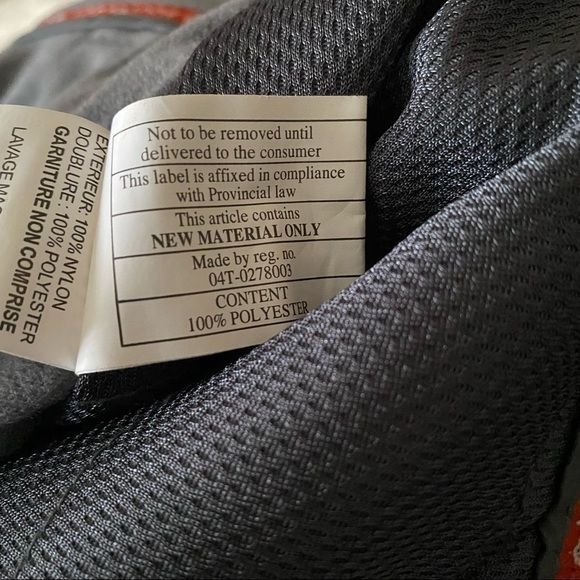 Not to be removed until
delivered to the consumer
This label is affixed in compliance
with Provincial law
This article contains
NEW MATERIAL ONLY
Made by reg. no.
04T-0278003
CONTENT
100% POLYESTER
EXTERIEUR: 100% NYLON
DOUBLURE: 100% POLYESTER
GARNITURE NON COMPRISE
LAVAGE